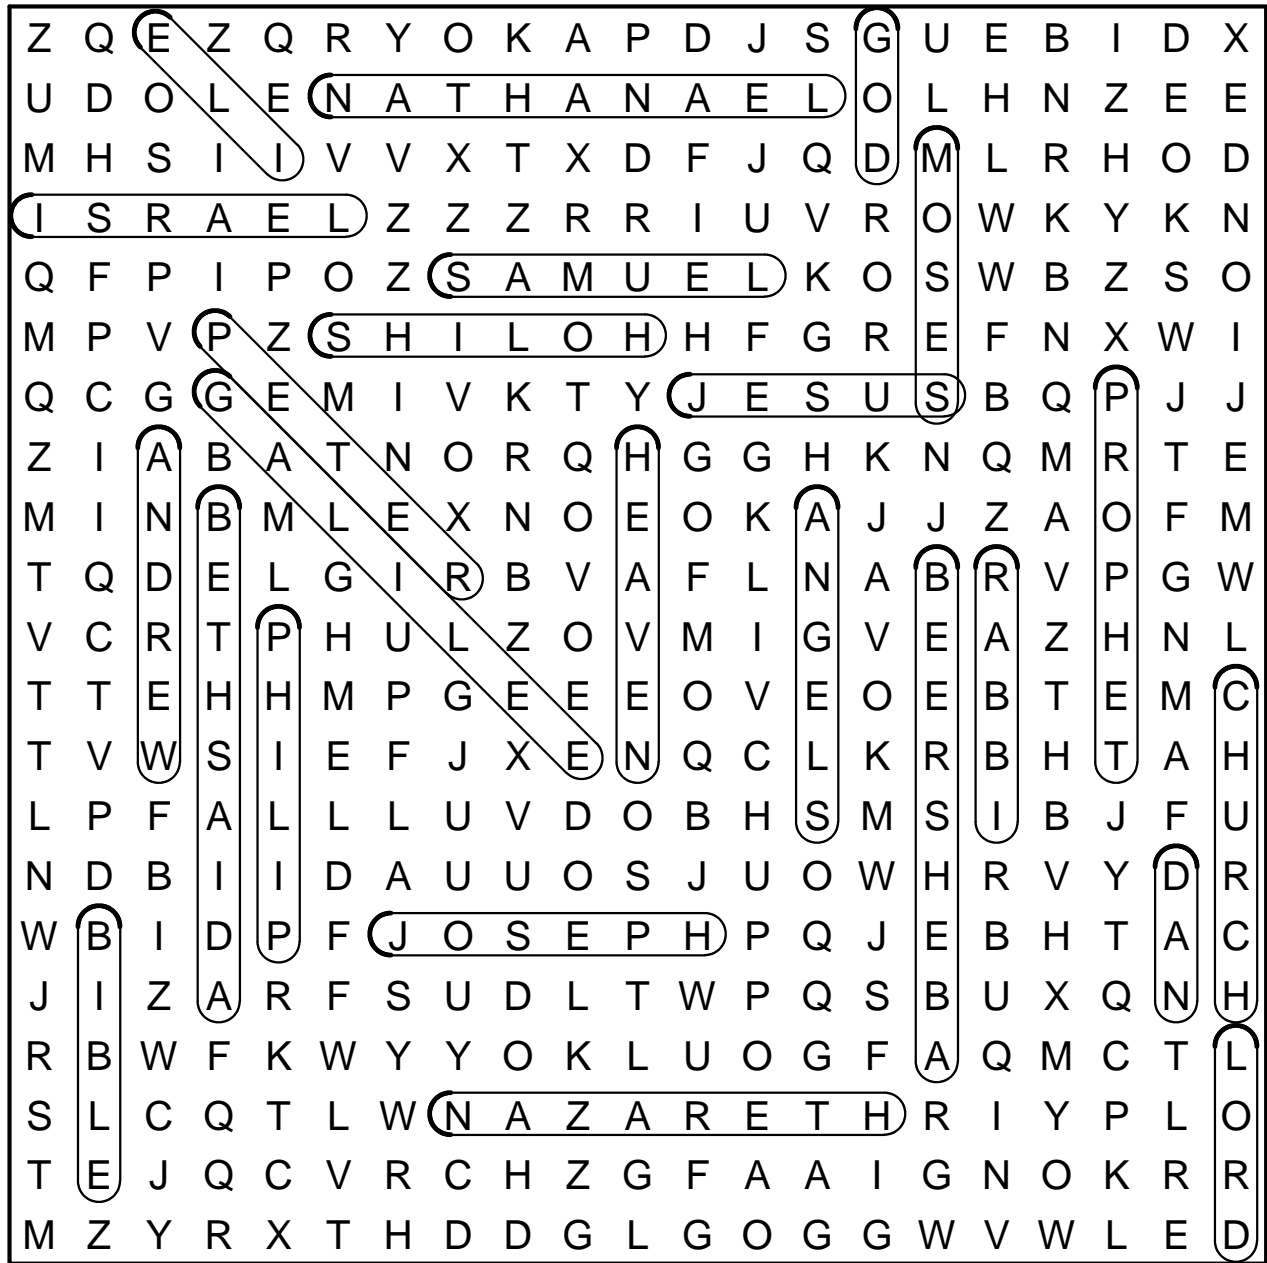 Z Q E Z Q R Y O K A P D J S G U E B I D X
U D O L E N A T H A N A E L O L H N Z E E
M H S I I V V X T X D F J Q D M L R H O D
I S R A E L Z Z Z R R I U V R O W K Y K N
Q F P I P O Z S A M U E L K O S W B Z S O
M P V P Z S H I L O H H F G R E F N X W I
Q C G G E M I V K T Y J E S U S B Q P J J
Z I A B A T N O R Q H G G H K N Q M R T E
M I N B M L E X N O E O K A J J Z A O F M
T Q D E L G I R B V A F L N A B R V P G W
V C R T P H U L Z O V M I G V E A Z H N L
T T E H H M P G E E E O V E O E B T E M C
T V W S I E F J X E N Q C L K R B H T A H
L P F A L L L U V D O B H S M S I B J F U
N D B I I D A U U O S J U O W H R V Y D R
W B I D P F J O S E P H P Q J E B H T A C
J I Z A R F S U D L T W P Q S B U X Q N H
R B W F K W Y Y O K L U O G F A Q M C T L
S L C Q T L W N A Z A R E T H R I Y P L O
T E J Q C V R C H Z G F A A I G N O K R R
M Z Y R X T H D D G L G O G G W V W L E D